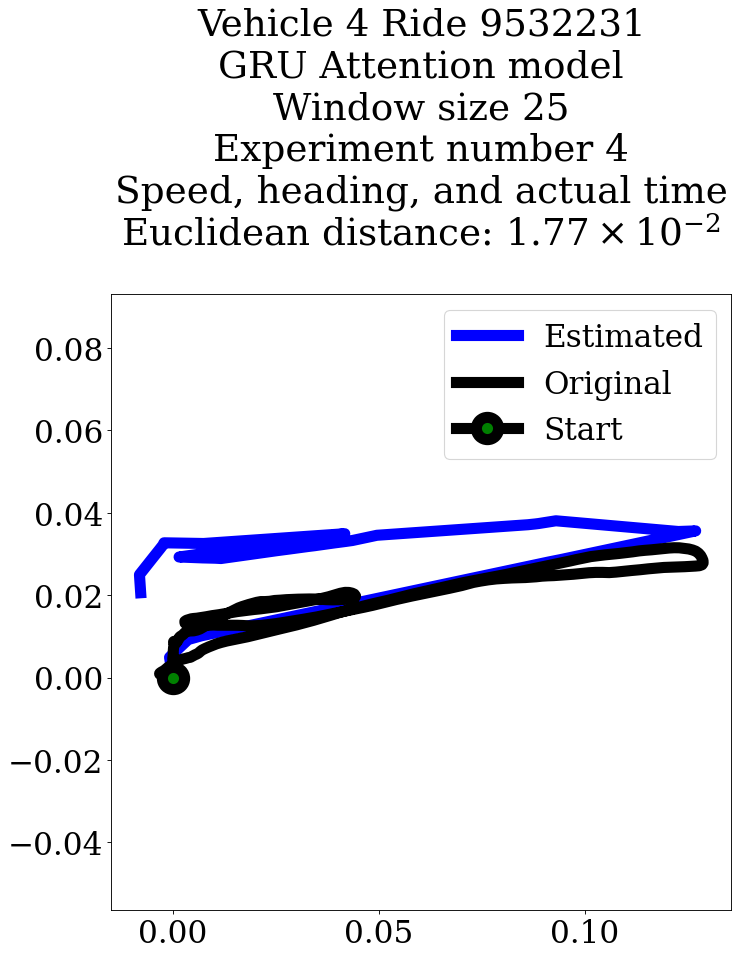 Vehicle 4 Ride 9532231
GRU Attention model
Window size 25
Experiment number 4
Speed, heading, and actual time
Euclidean distance: 1.77 × 10⁻²
Estimated
Original
Start
0.08
0.06
0.04
0.02
0.00
−0.02
−0.04
0.00 0.05 0.10